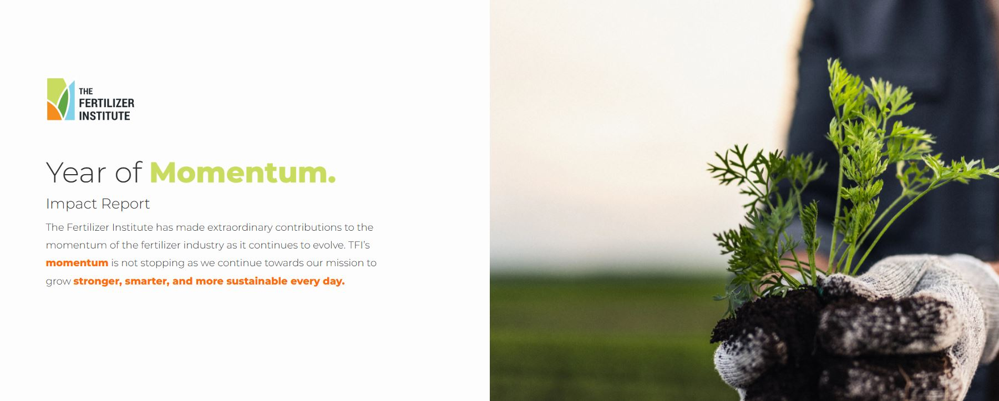 THE
FERTILIZER
INSTITUTE
Year of Momentum.
Impact Report
The Fertilizer Institute has made extraordinary contributions to the
momentum of the fertilizer industry as it continues to evolve. TFI's
momentum is not stopping as we continue towards our mission to
grow stronger, smarter, and more sustainable every day.